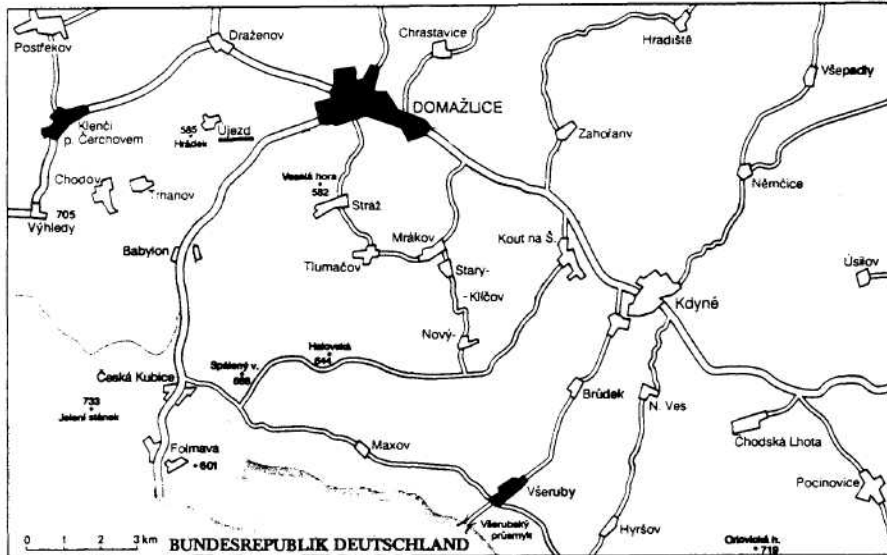 Postřekov
Draženov
Chrastavice
Hradiště
Všepadly
Klenčí
p. Čerchovem
585
Hrádek
Újezd
DOMAŽLICE
Zahořany
Němčice
Chodov
Trhanov
705
Výhledy
Veselá hora
582
Stráž
Babylon
Tlumačov
Mrákov
Kout na Š.
Stary-
-Klíčov
Úsilov
Kdyně
Nový-
Halovská
644
Spálený v.
Česká Kubice
733
Jelení stánek
Brůdek
N. Ves
Chodská Lhota
Folmava
601
Maxov
Pocinovice
Všeruby
Všerubský
průsmyk
Hyršov
Orlovická h.
719
0 1 2 3 km
BUNDESREPUBLIK DEUTSCHLAND